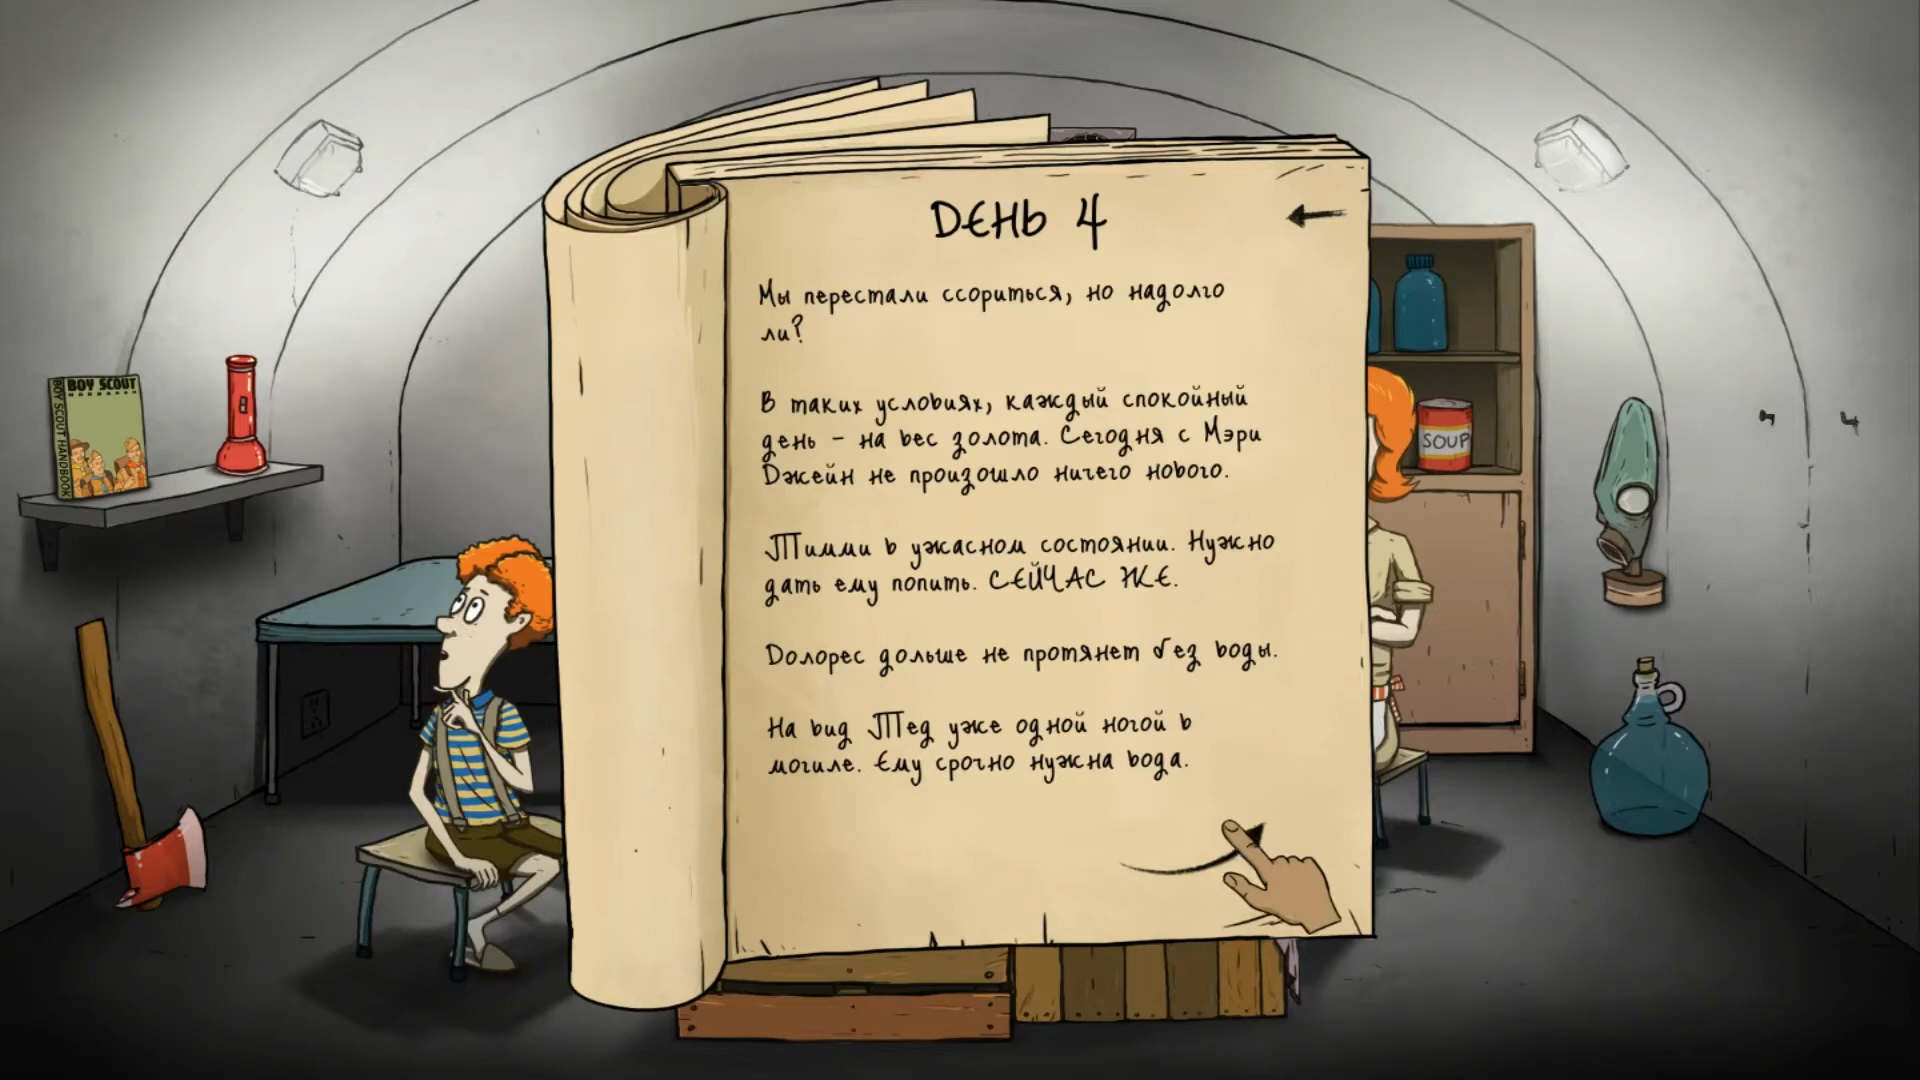 ДЕНЬ 4
Мы перестали ссориться, но надолго
ли?
В таких условиях, каждый спокойный
день – на вес золота. Сегодня с Мэри
Джейн не произошло ничего нового.
Тимми в ужасном состоянии. Нужно
дать ему попить. СЕЙЧАС ЖЕ.
Долорес дольше не протянет без воды.
На вид Тед уже одной ногой в
могиле. Ему срочно нужна вода.
BOY SCOUT
BOY SCOUT HANDBOOK
SOUP